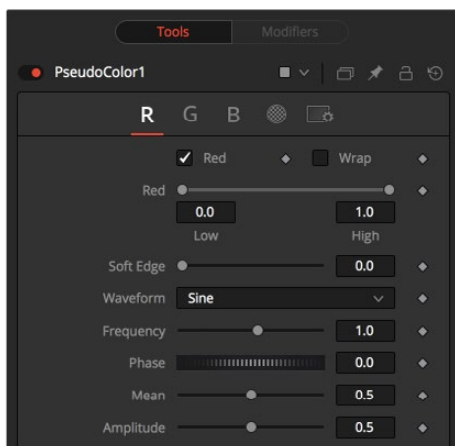 Tools Modifiers
PseudoColor1
R G B
Red Wrap
Red
0.0 1.0
Low High
Soft Edge 0.0
Waveform Sine
Frequency 1.0
Phase 0.0
Mean 0.5
Amplitude 0.5